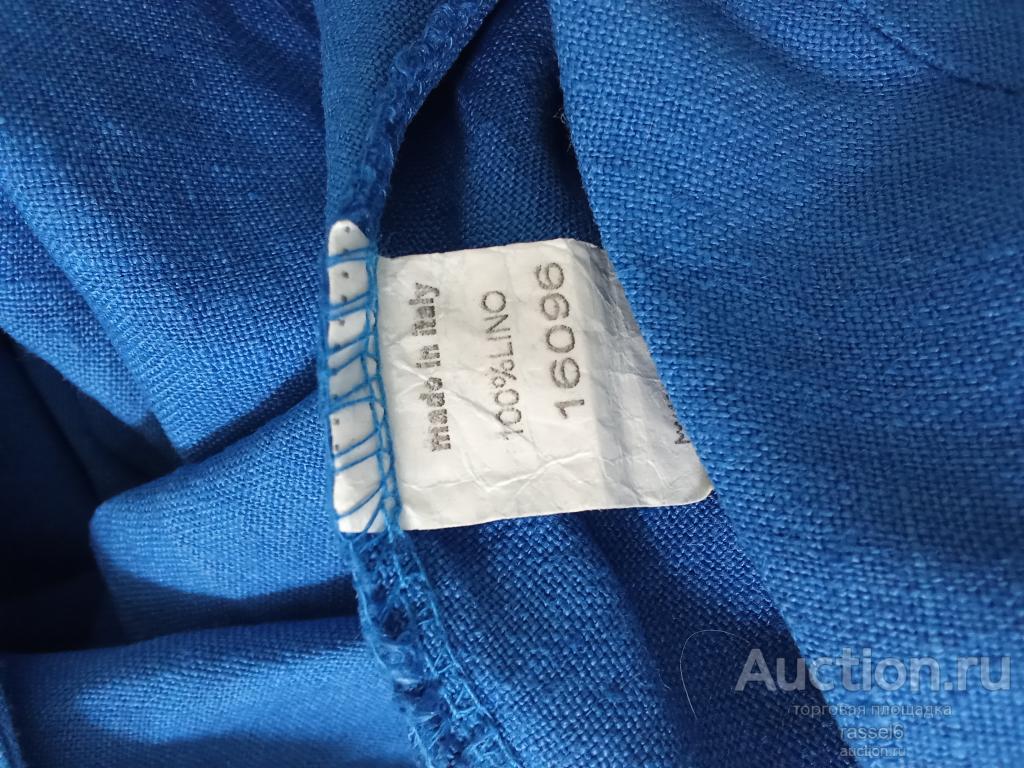 made in italy
100%LINO
16096
Auction.ru
торговая площадка
rassel6
auction.ru